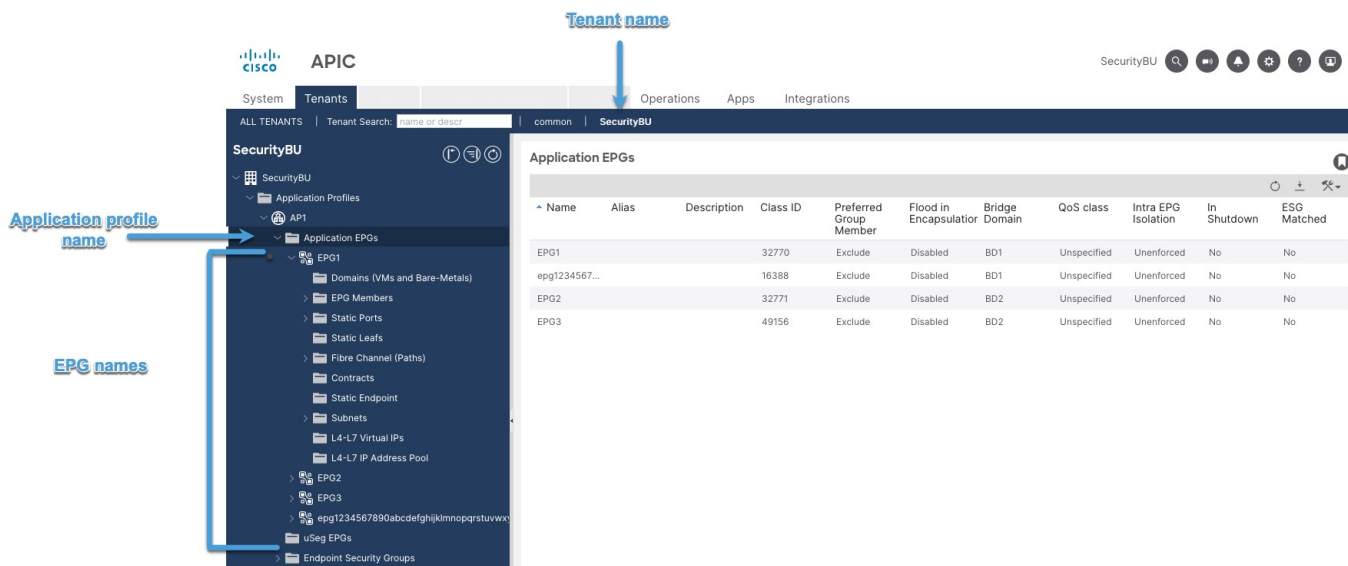 Tenant name
CISCO
APIC
SecurityBU
System Tenants Operations Apps Integrations
ALL TENANTS | Tenant Search: name or descr | common | SecurityBU
SecurityBU
SecurityBU
Application Profiles
AP1
Application EPGs
EPG1
Domains (VMs and Bare-Metals)
EPG Members
Static Ports
Static Leafs
Fibre Channel (Paths)
Contracts
Static Endpoint
Subnets
L4-L7 Virtual IPs
L4-L7 IP Address Pool
EPG2
EPG3
epg1234567890abcdefghijklmnopqrstuvwxy
uSeg EPGs
Endpoint Security Groups
Application profile
name
EPG names
Application EPGs
Name Alias Description Class ID Preferred Group Member Flood in Encapsulation Bridge Domain QoS class Intra EPG Isolation In Shutdown ESG Matched
EPG1 32770 Exclude Disabled BD1 Unspecified Unenforced No No
epg1234567... 16388 Exclude Disabled BD1 Unspecified Unenforced No No
EPG2 32771 Exclude Disabled BD2 Unspecified Unenforced No No
EPG3 49156 Exclude Disabled BD2 Unspecified Unenforced No No